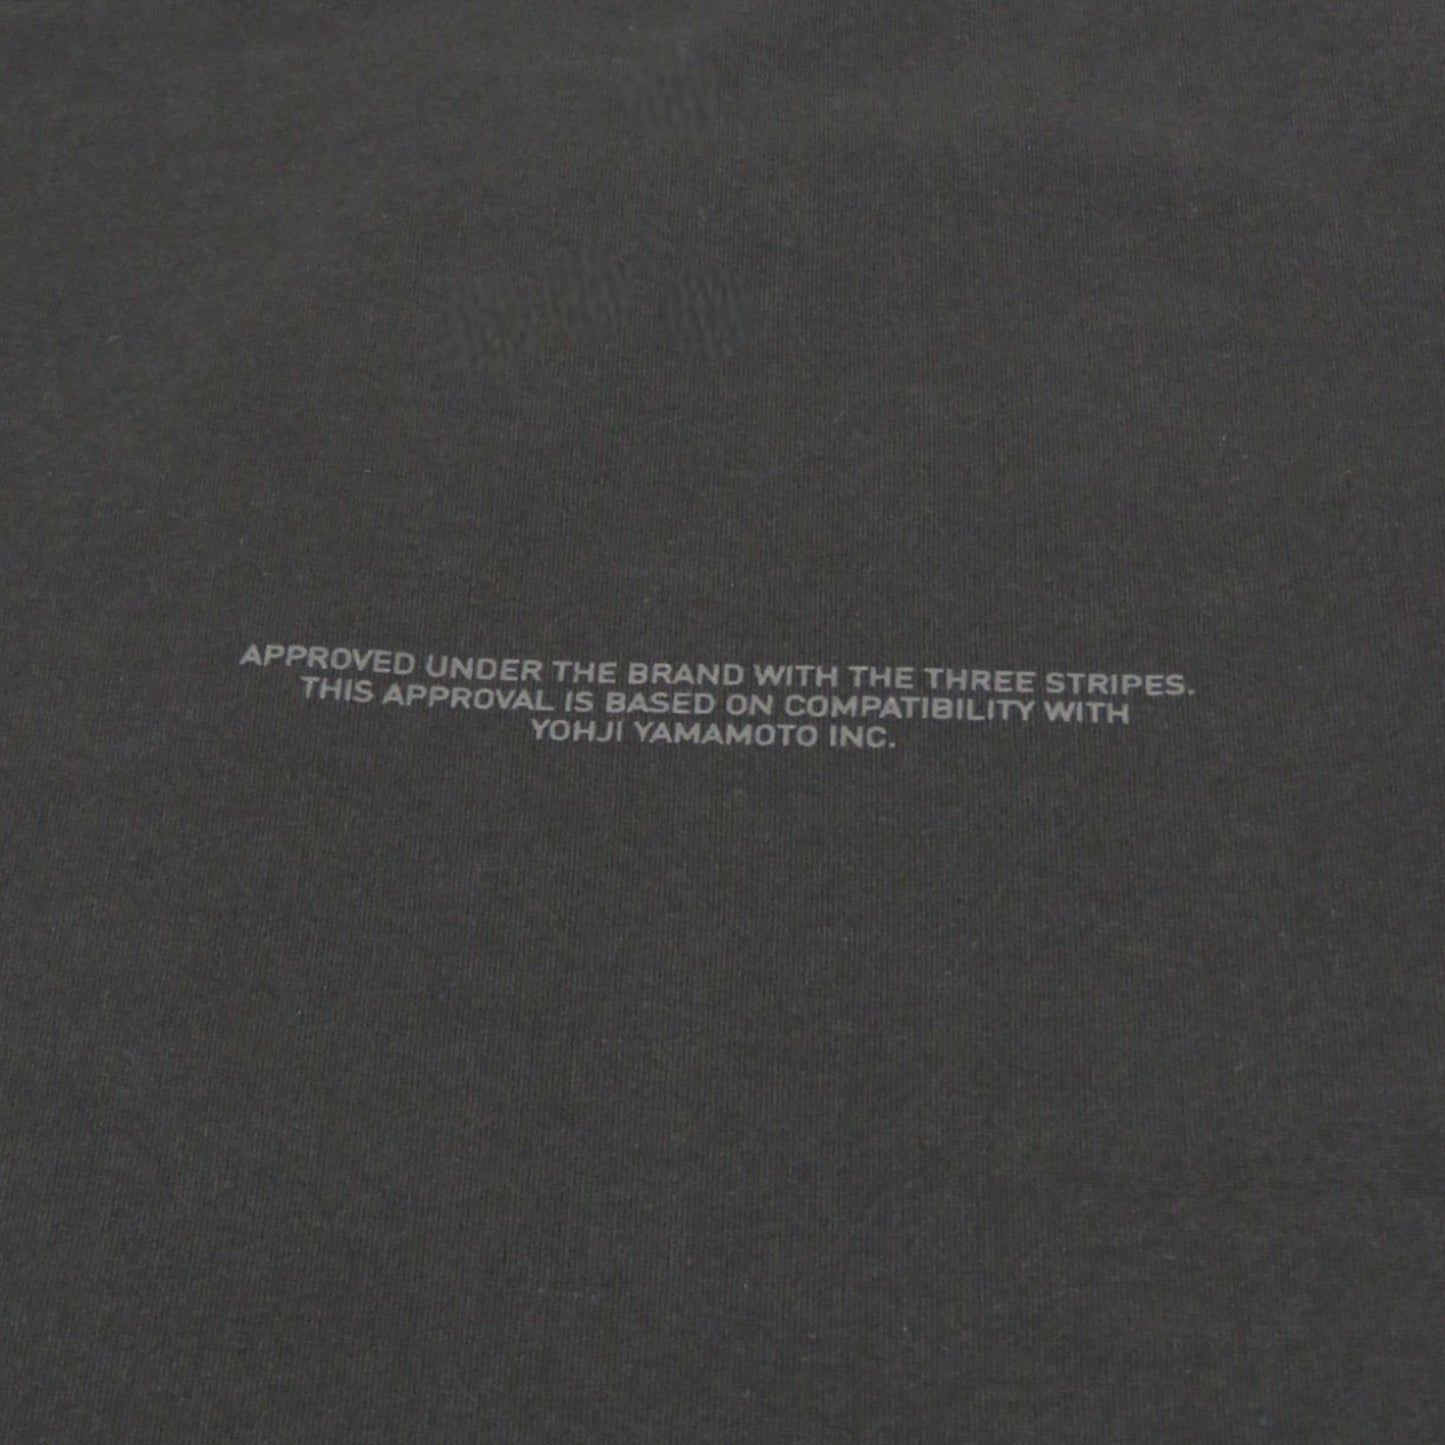 APPROVED UNDER THE BRAND WITH THE THREE STRIPES.
THIS APPROVAL IS BASED ON COMPATIBILITY WITH
YOHJI YAMAMOTO INC.